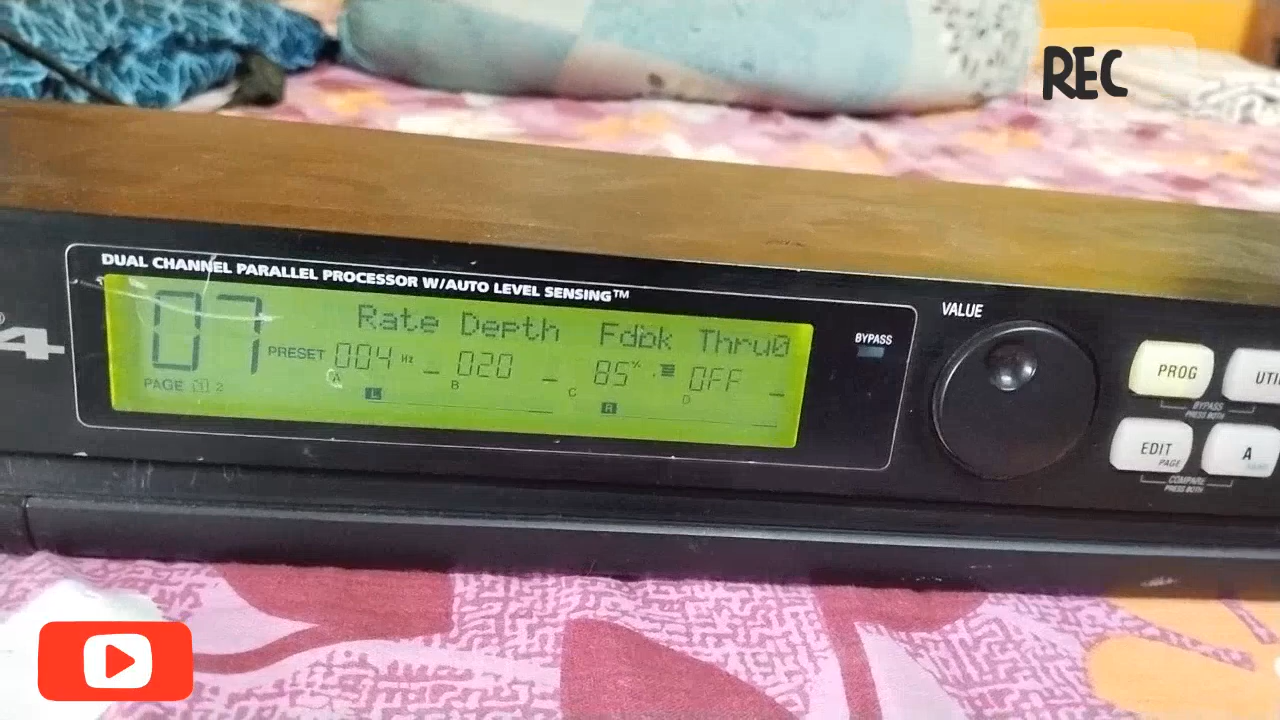 REC
DUAL CHANNEL PARALLEL PROCESSOR W/AUTO LEVEL SENSING™
4
07 PRESET
PAGE 1 2
Rate Depth Fdbk Thru0
004 Hz 020 85% OFF
A B C D
L R
BYPASS
VALUE
PROG
BYPASS
PRESS BOTH
EDIT
PAGE
A
COMPARE
PRESS BOTH